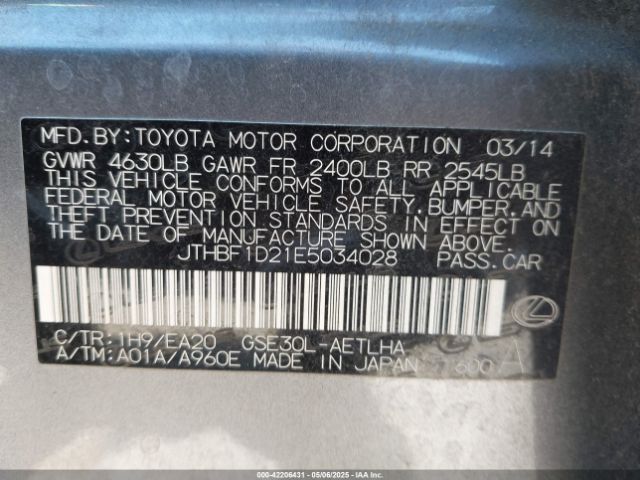 MFD.BY:TOYOTA MOTOR CORPORATION 03/14
GVWR 4630LB GAWR FR 2400LB RR 2545LB
THIS VEHICLE CONFORMS TO ALL APPLICABLE
FEDERAL MOTOR VEHICLE SAFETY,BUMPER,AND
THEFT PREVENTION STANDARDS IN EFFECT ON
THE DATE OF MANUFACTURE SHOWN ABOVE.
JTHBF1D21E5034028 PASS.CAR
C/TR:1H9/EA20 GSE30L-AETLHA
A/TM:A01A/A960E MADE IN JAPAN 1600 A
000-42206431 - 05/06/2025 - IAAI.COM